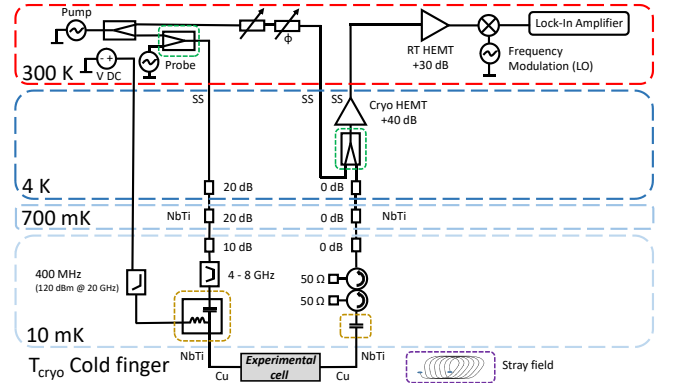 Pump
V DC
- +
Probe
ϕ
RT HEMT
+30 dB
Lock-In Amplifier
Frequency
Modulation (LO)
300 K
SS
SS
SS
Cryo HEMT
+40 dB
4 K
20 dB
0 dB
700 mK
NbTi
20 dB
0 dB
NbTi
10 dB
0 dB
400 MHz
(120 dBm @ 20 GHz)
4 - 8 GHz
50 Ω
50 Ω
10 mK
NbTi
NbTi
Tcryo Cold finger
Cu
Experimental
cell
Cu
Stray field